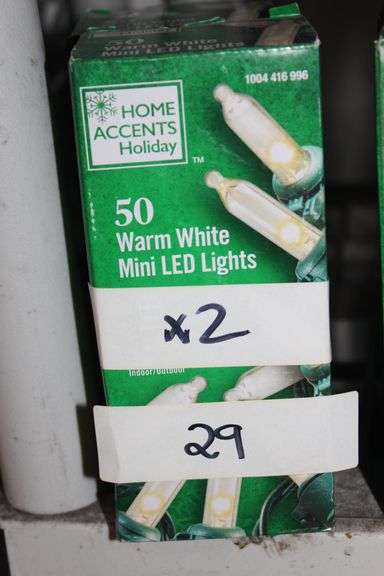 50
Warm White
Mini LED Lights
1004 416 996
HOME
ACCENTS
Holiday
TM
50
Warm White
Mini LED Lights
x2
Indoor/Outdoor
29